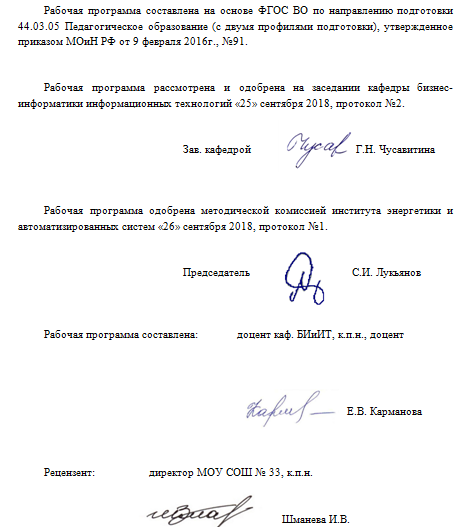 Рабочая программа составлена на основе ФГОС ВО по направлению подготовки
44.03.05 Педагогическое образование (с двумя профилями подготовки), утвержденное
приказом МОиН РФ от 9 февраля 2016г., №91.
Рабочая программа рассмотрена и одобрена на заседании кафедры бизнес-
информатики информационных технологий «25» сентября 2018, протокол №2.
Зав. кафедрой Г.Н. Чусавитина
Рабочая программа одобрена методической комиссией института энергетики и
автоматизированных систем «26» сентября 2018, протокол №1.
Председатель С.И. Лукьянов
Рабочая программа составлена: доцент каф. БИиИТ, к.п.н., доцент
Е.В. Карманова
Рецензент: директор МОУ СОШ № 33, к.п.н.
Шманева И.В.